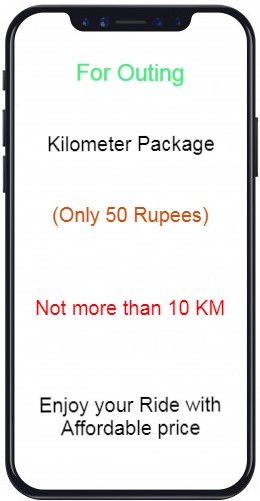 For Outing
Kilometer Package
(Only 50 Rupees)
Not more than 10 KM
Enjoy your Ride with
Affordable price